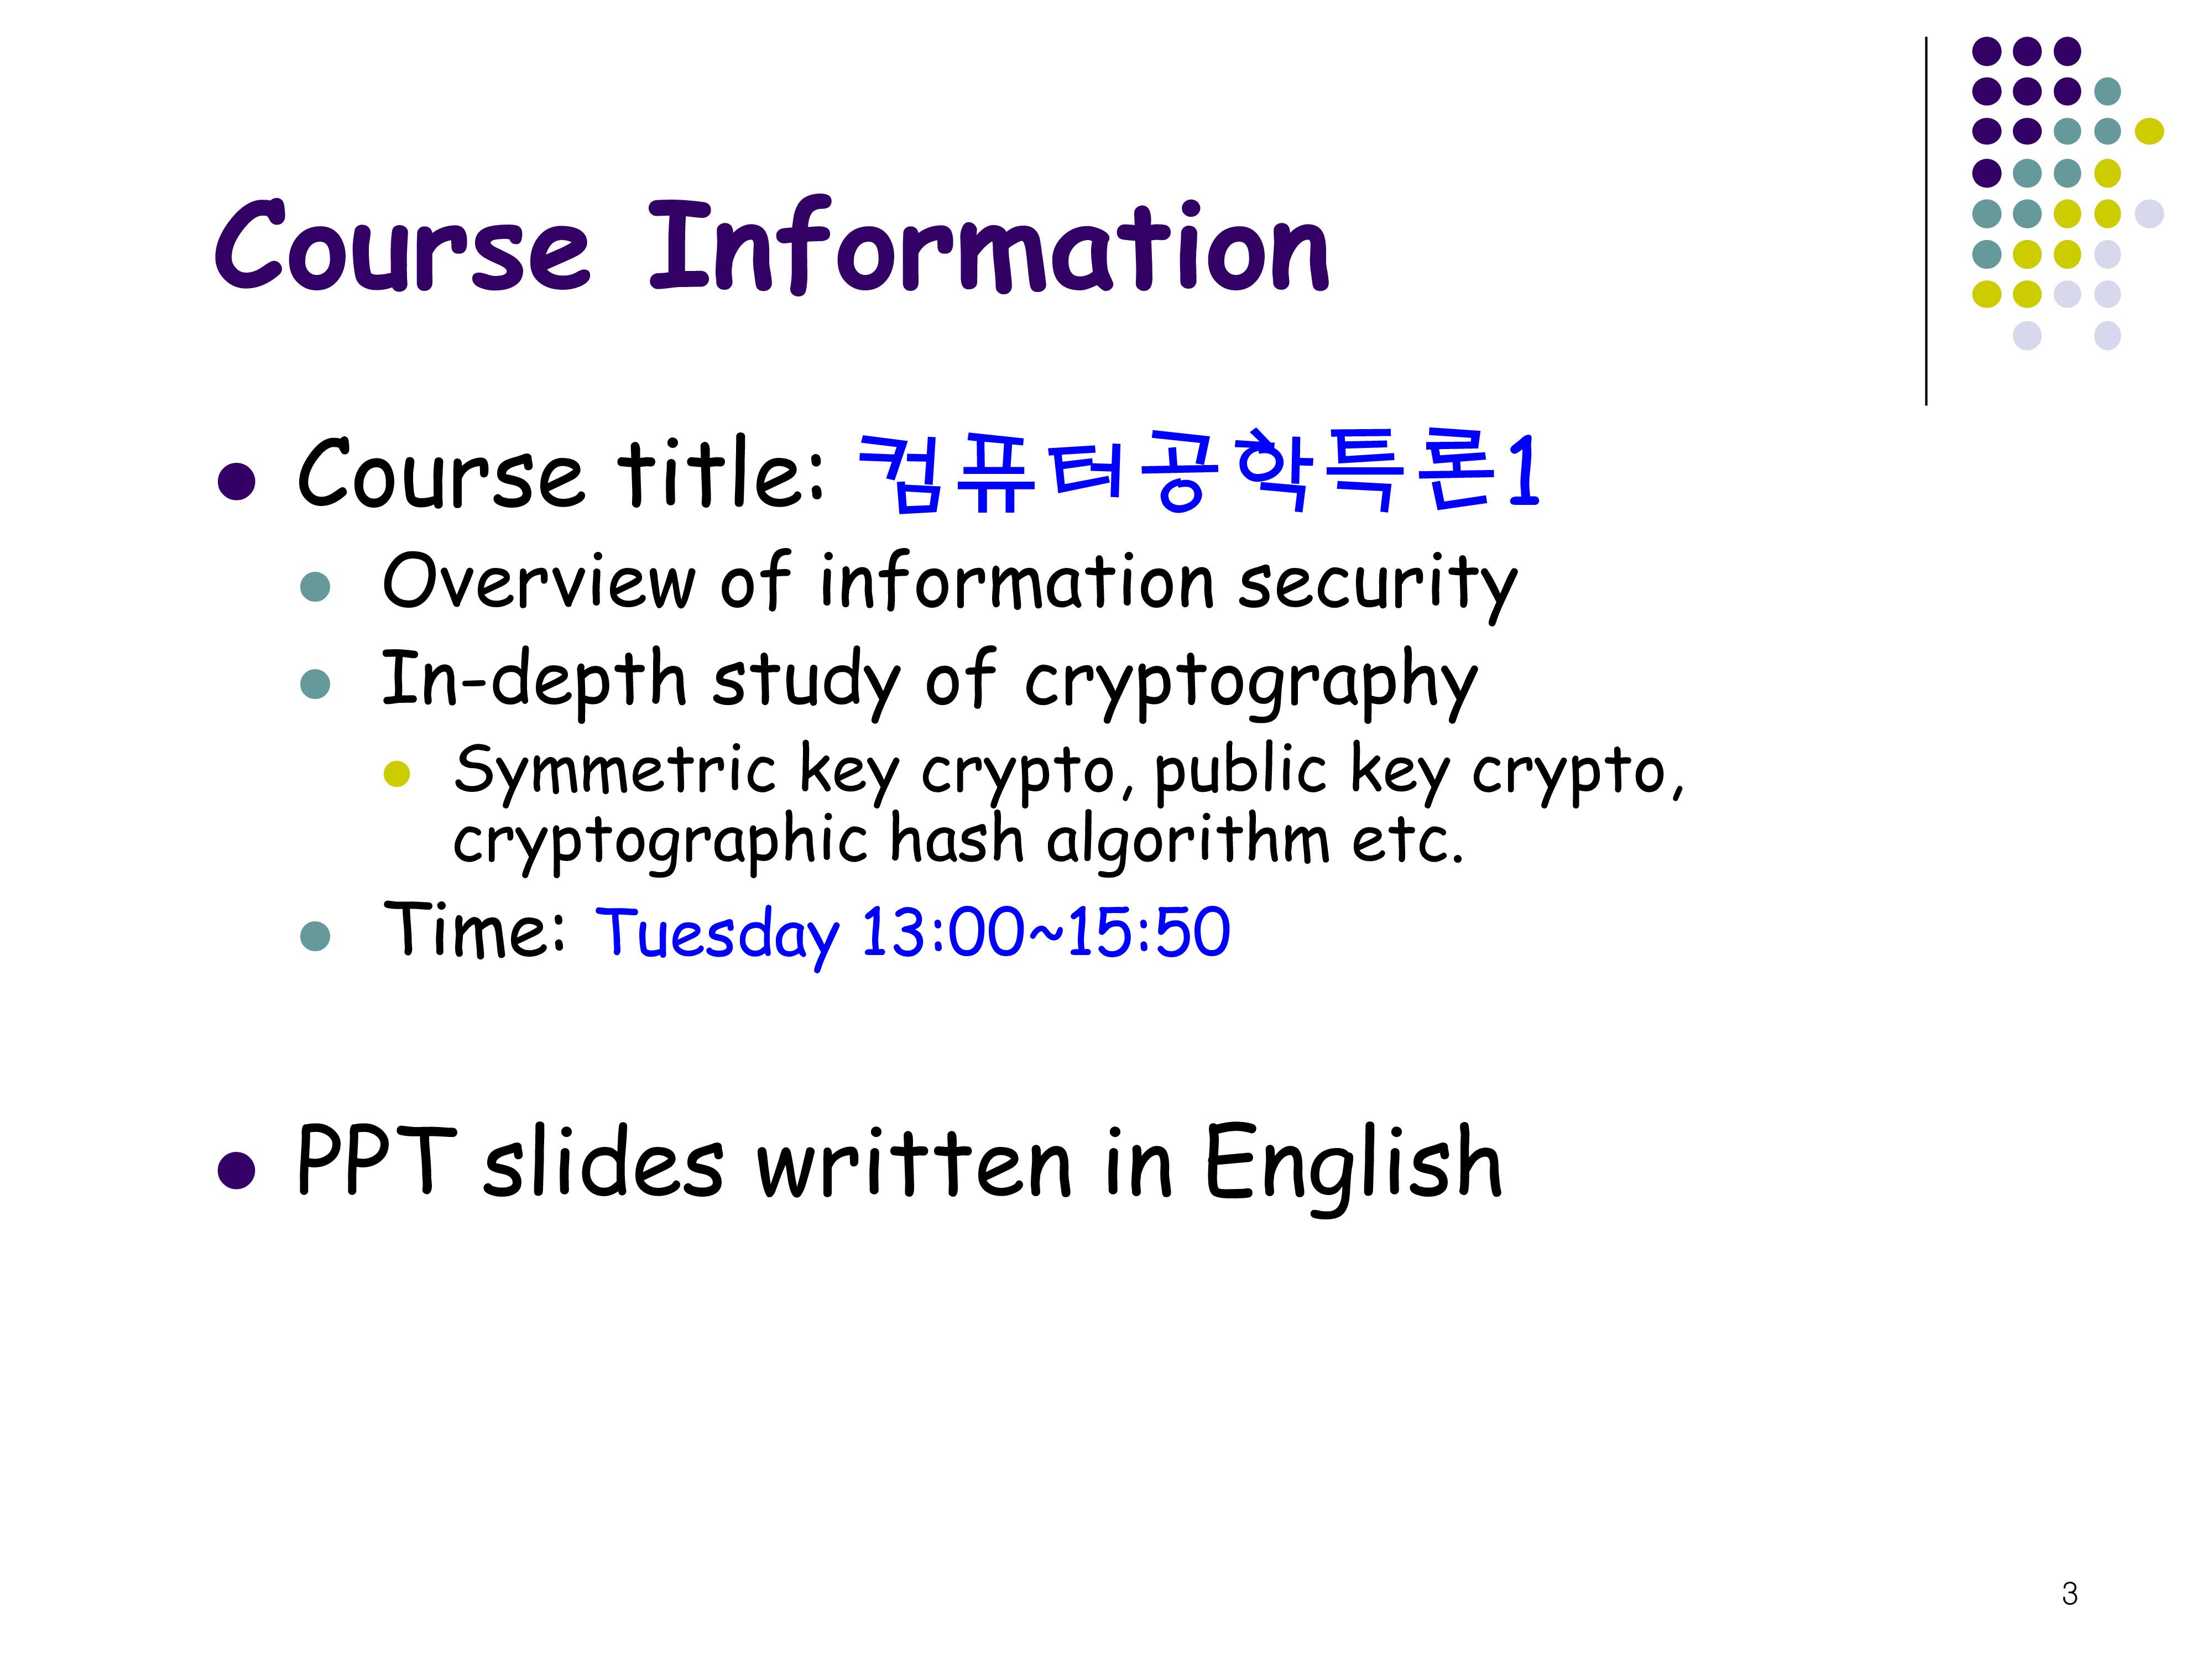 Course Information
Course title: 컴퓨터공학특론1
Overview of information security
In-depth study of cryptography
Symmetric key crypto, public key crypto,
cryptographic hash algorithm etc.
Time: Tuesday 13:00~15:50
PPT slides written in English
3